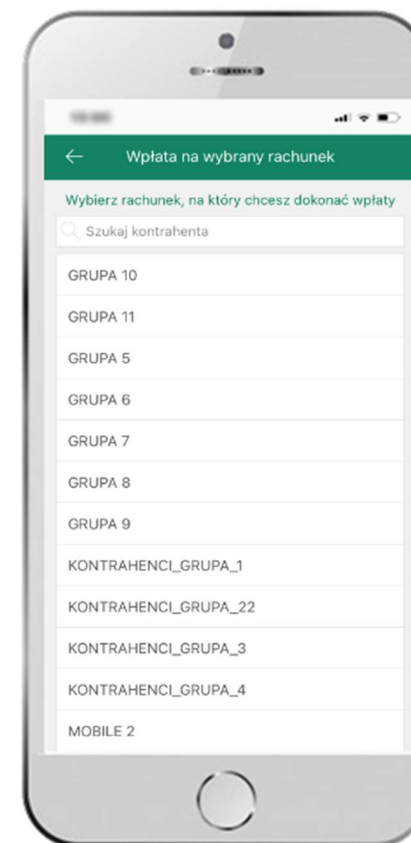 Wpłata na wybrany rachunek
Wybierz rachunek, na który chcesz dokonać wpłaty
Szukaj kontrahenta
GRUPA 10
GRUPA 11
GRUPA 5
GRUPA 6
GRUPA 7
GRUPA 8
GRUPA 9
KONTRAHENCI_GRUPA_1
KONTRAHENCI_GRUPA_22
KONTRAHENCI_GRUPA_3
KONTRAHENCI_GRUPA_4
MOBILE 2